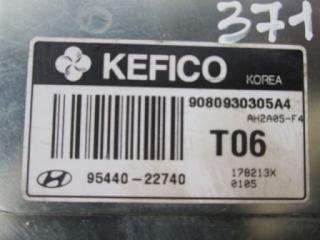 371
KEFICO KOREA
9080930305A4
AH2A05-F4
T06
95440-22740
178213X
0105